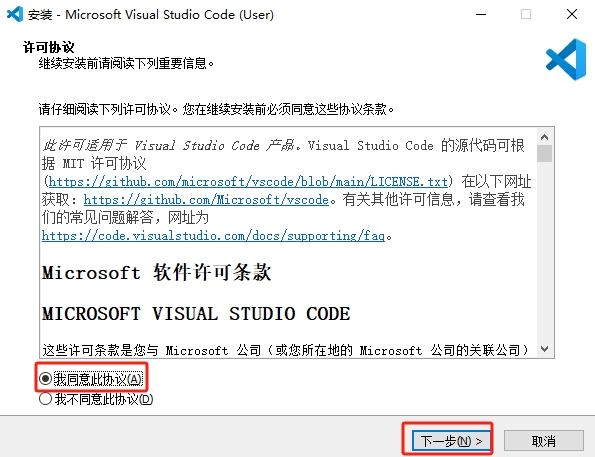 安装 - Microsoft Visual Studio Code (User)
许可协议
继续安装前请阅读下列重要信息。
请仔细阅读下列许可协议。您在继续安装前必须同意这些协议条款。
此许可适用于 Visual Studio Code 产品。Visual Studio Code 的源代码可根
据 MIT 许可协议
(https://github.com/microsoft/vscode/blob/main/LICENSE.txt) 在以下网址
获取：https://github.com/Microsoft/vscode。有关其他许可信息，请查看我
们的常见问题解答，网址为
https://code.visualstudio.com/docs/supporting/faq。
Microsoft 软件许可条款
MICROSOFT VISUAL STUDIO CODE
这些许可条款是您与 Microsoft 公司（或您所在地的 Microsoft 公司的关联公司）
我同意此协议(A)
我不同意此协议(D)
下一步(N) >
取消